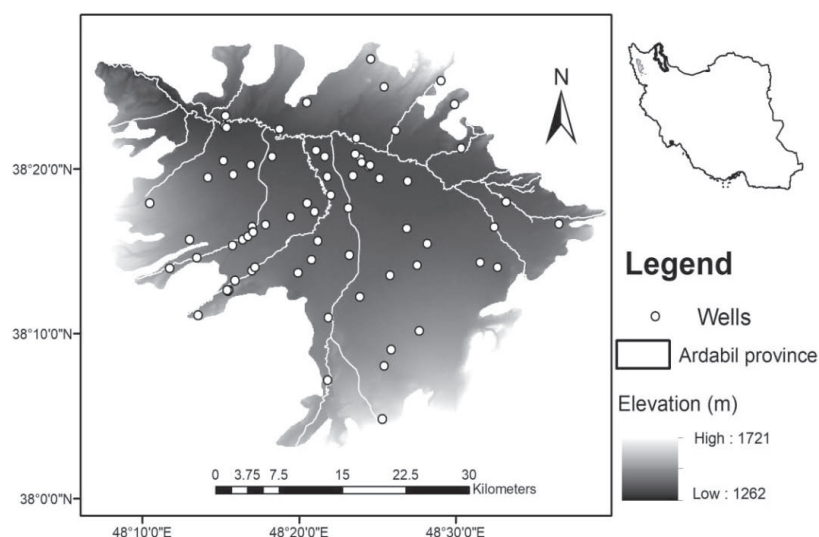 N
38°20'0"N
38°10'0"N
38°0'0"N
0 3.75 7.5 15 22.5 30
Kilometers
48°10'0"E 48°20'0"E 48°30'0"E
Legend
Wells
Ardabil province
Elevation (m)
High : 1721
Low : 1262